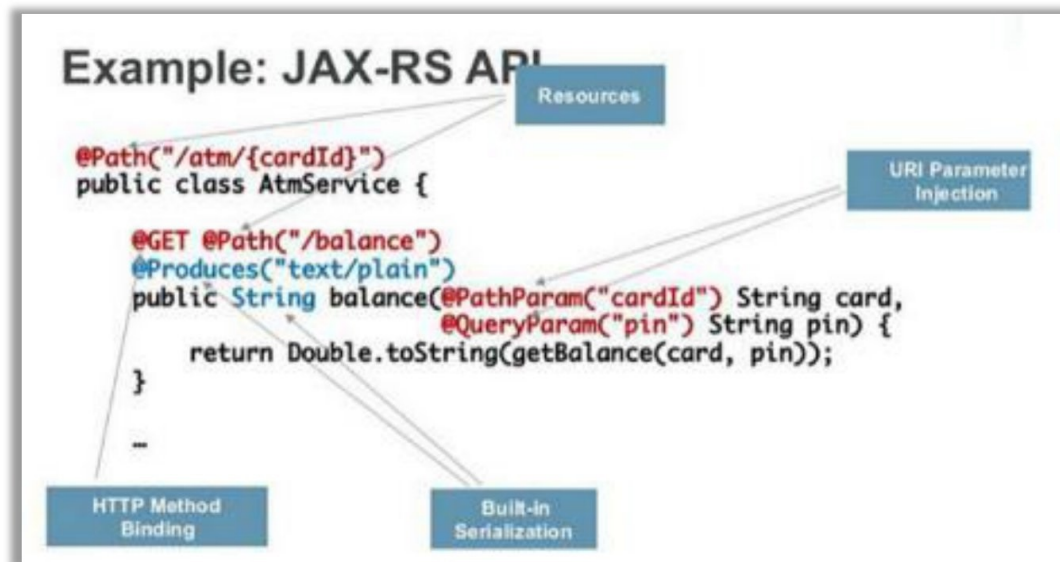 Example: JAX-RS API
Resources
@Path("/atm/{cardId}")
public class AtmService {
URI Parameter
Injection
@GET @Path("/balance")
@Produces("text/plain")
public String balance(@PathParam("cardId") String card,
@QueryParam("pin") String pin) {
return Double.toString(getBalance(card, pin));
}
…
HTTP Method
Binding
Built-in
Serialization